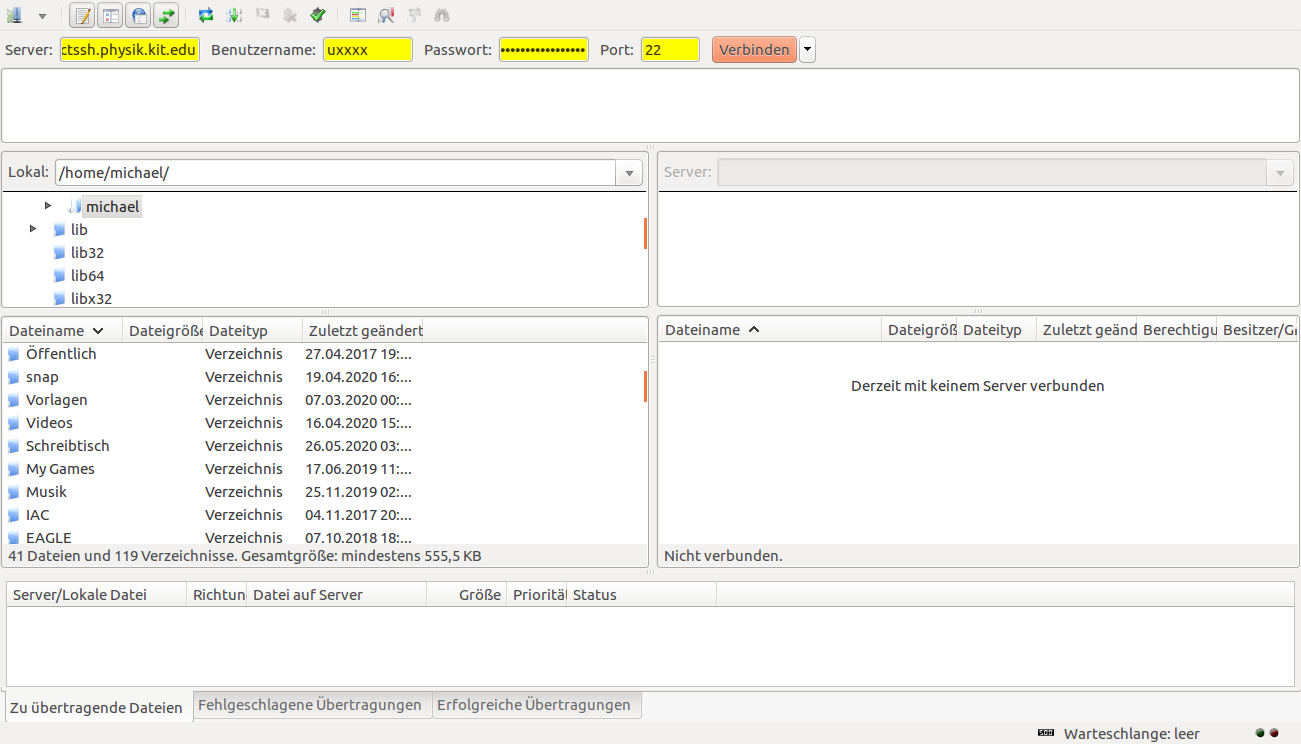 Server: ctssh.physik.kit.edu Benutzername: uxxxx Passwort: ••••••••••••••••• Port: 22 Verbinden
Lokal: /home/michael/
michael
lib
lib32
lib64
libx32
Server:
Dateiname Dateigröße Dateityp Zuletzt geändert
Öffentlich Verzeichnis 27.04.2017 19:...
snap Verzeichnis 19.04.2020 16:...
Vorlagen Verzeichnis 07.03.2020 00:...
Videos Verzeichnis 16.04.2020 15:...
Schreibtisch Verzeichnis 26.05.2020 03:...
My Games Verzeichnis 17.06.2019 11:...
Musik Verzeichnis 25.11.2019 02:...
IAC Verzeichnis 04.11.2017 20:...
EAGLE Verzeichnis 07.10.2018 18:...
41 Dateien und 119 Verzeichnisse. Gesamtgröße: mindestens 555,5 KB
Dateiname Dateigröß Dateityp Zuletzt geänd Berechtigu Besitzer/Gr
Derzeit mit keinem Server verbunden
Nicht verbunden.
Server/Lokale Datei Richtun Datei auf Server Größe Priorität Status
Zu übertragende Dateien Fehlgeschlagene Übertragungen Erfolgreiche Übertragungen
Warteschlange: leer